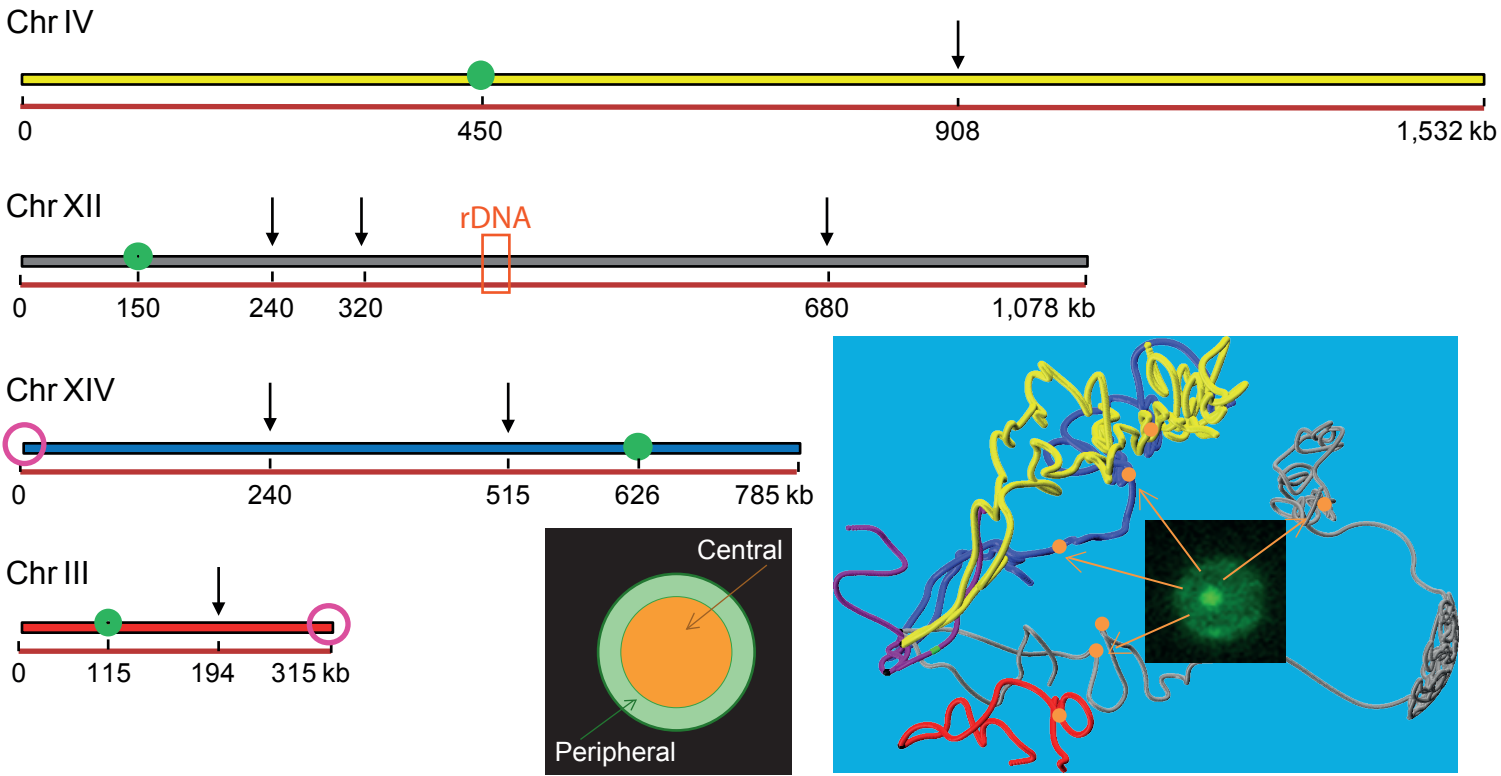 Chr IV
0 450 908 1,532 kb
Chr XII
rDNA
0 150 240 320 680 1,078 kb
Chr XIV
0 240 515 626 785 kb
Chr III
0 115 194 315 kb
Central
Peripheral